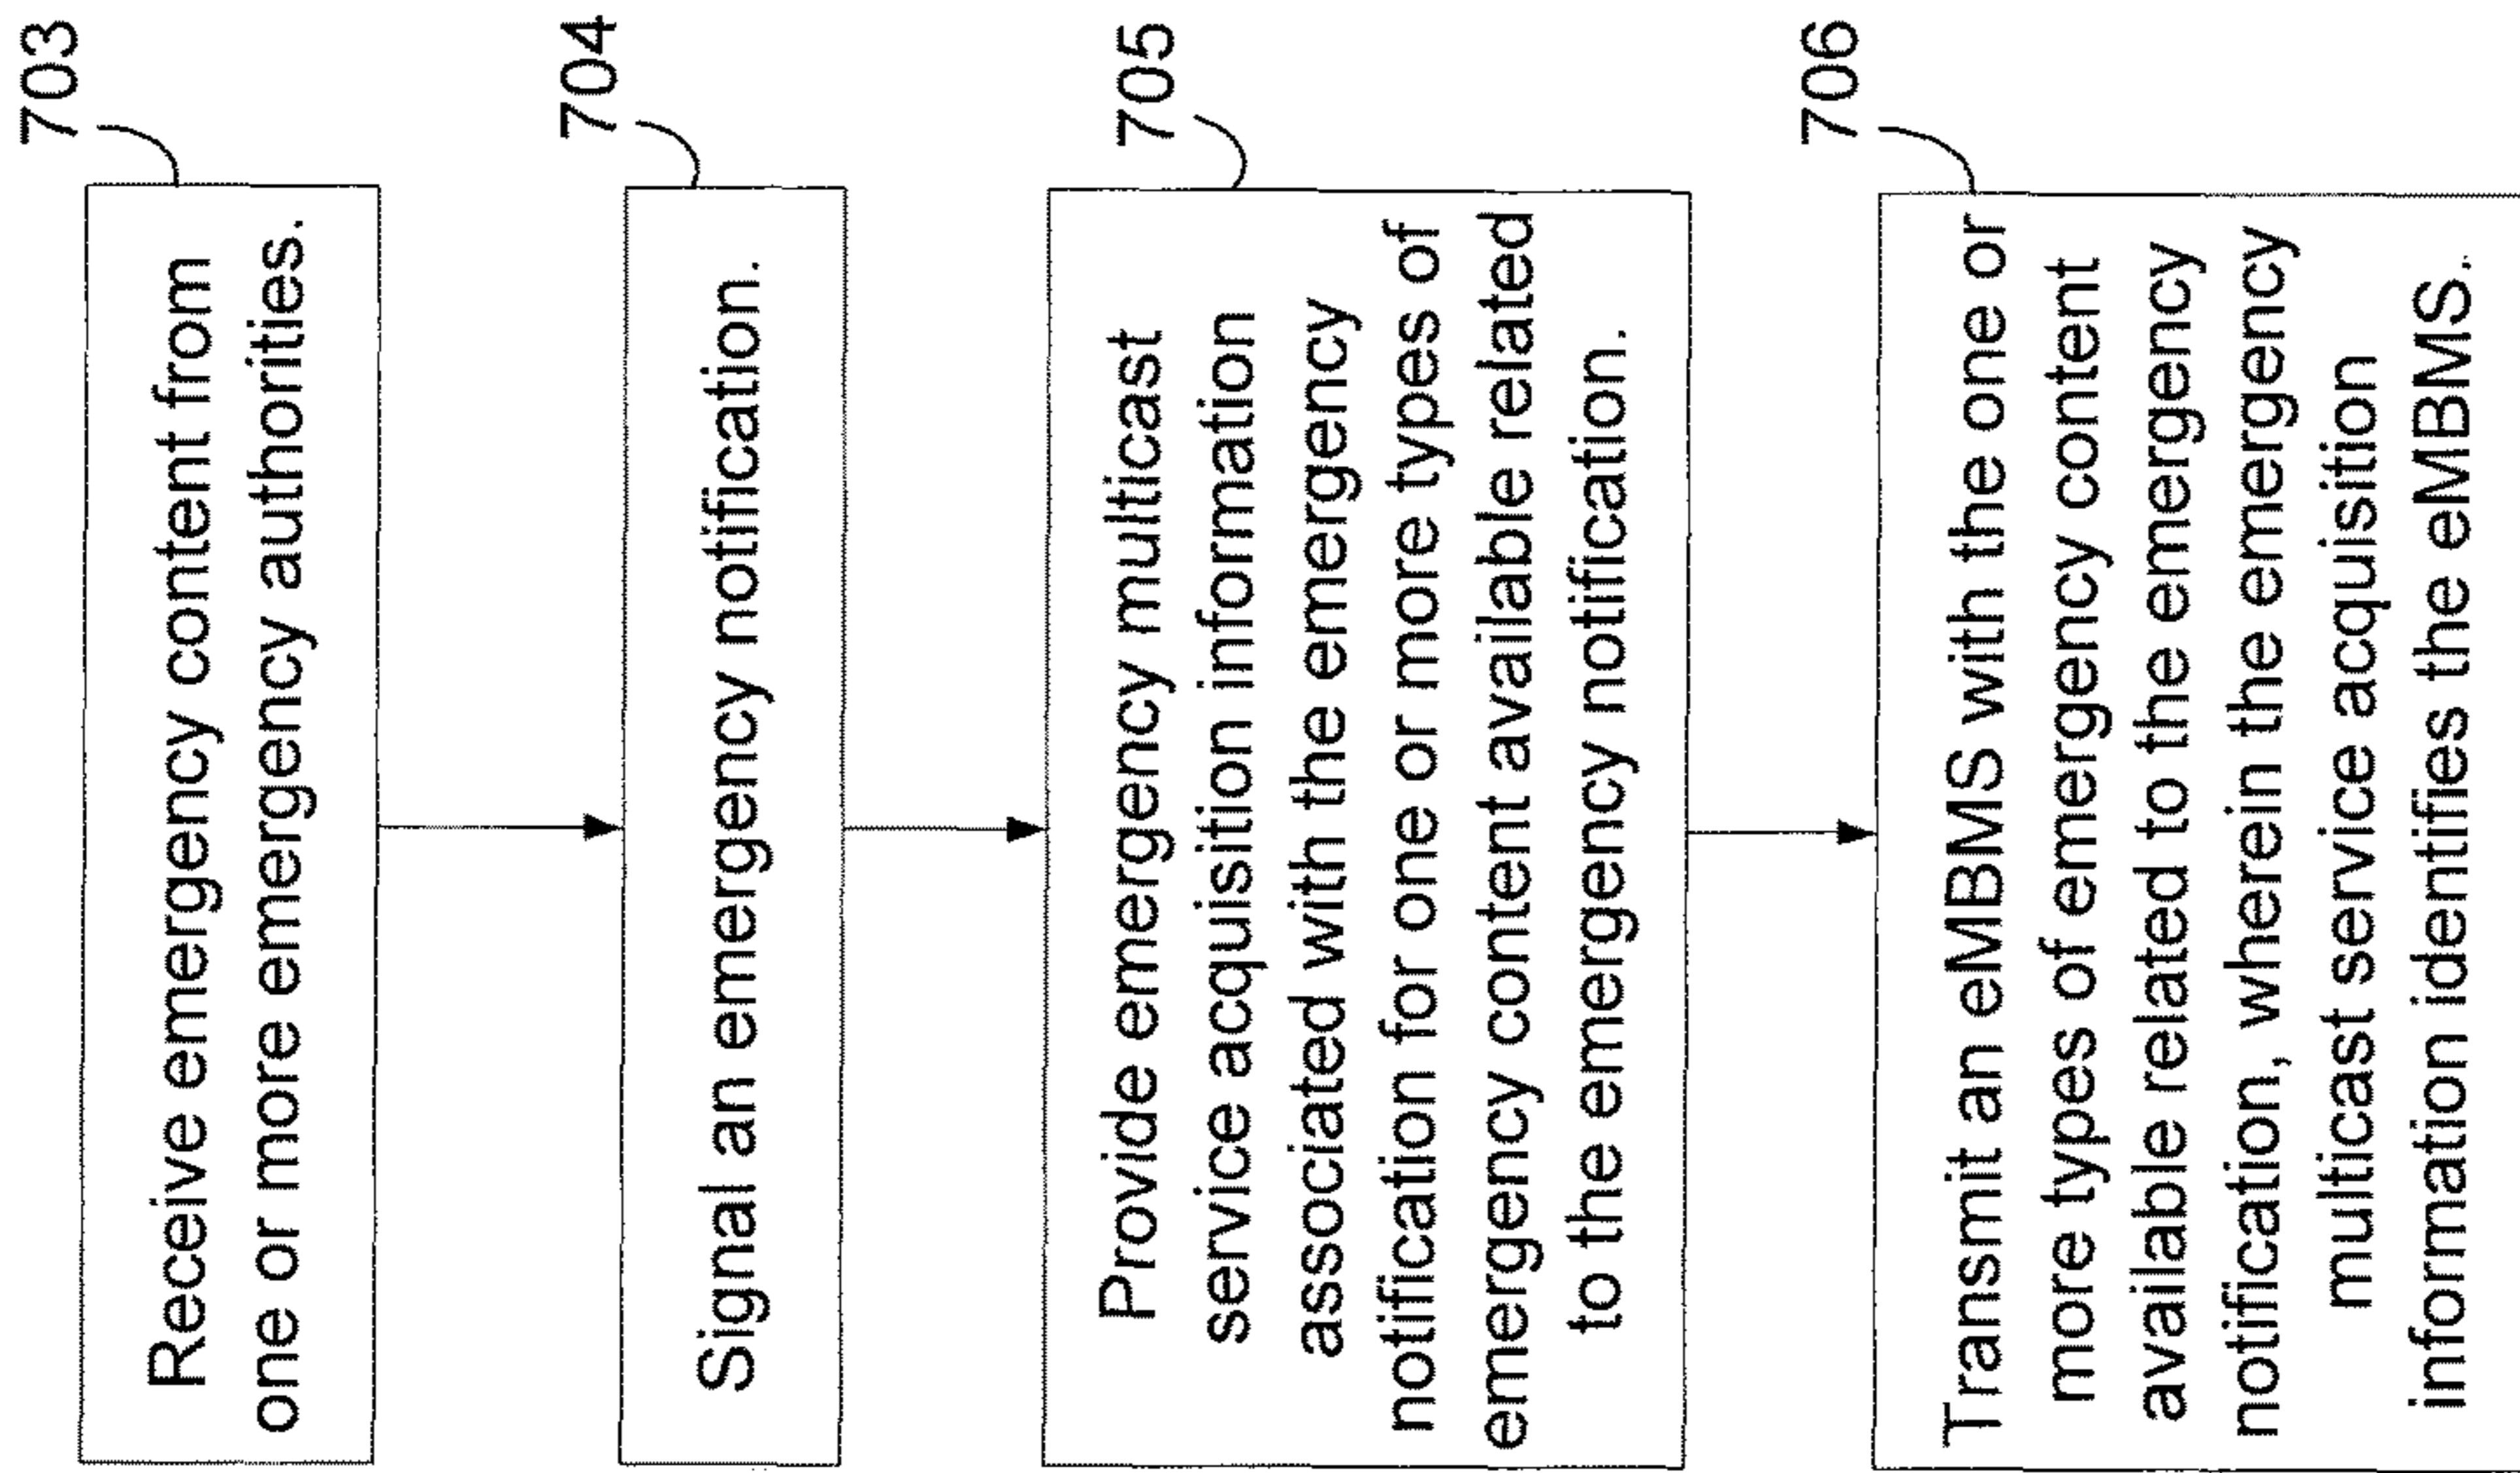 703
Receive emergency content from
one or more emergency authorities.
704
Signal an emergency notification.
705
Provide emergency multicast
service acquisition information
associated with the emergency
notification for one or more types of
emergency content available related
to the emergency notification.
706
Transmit an eMBMS with the one or
more types of emergency content
available related to the emergency
notification, wherein the emergency
multicast service acquisition
information identifies the eMBMS.